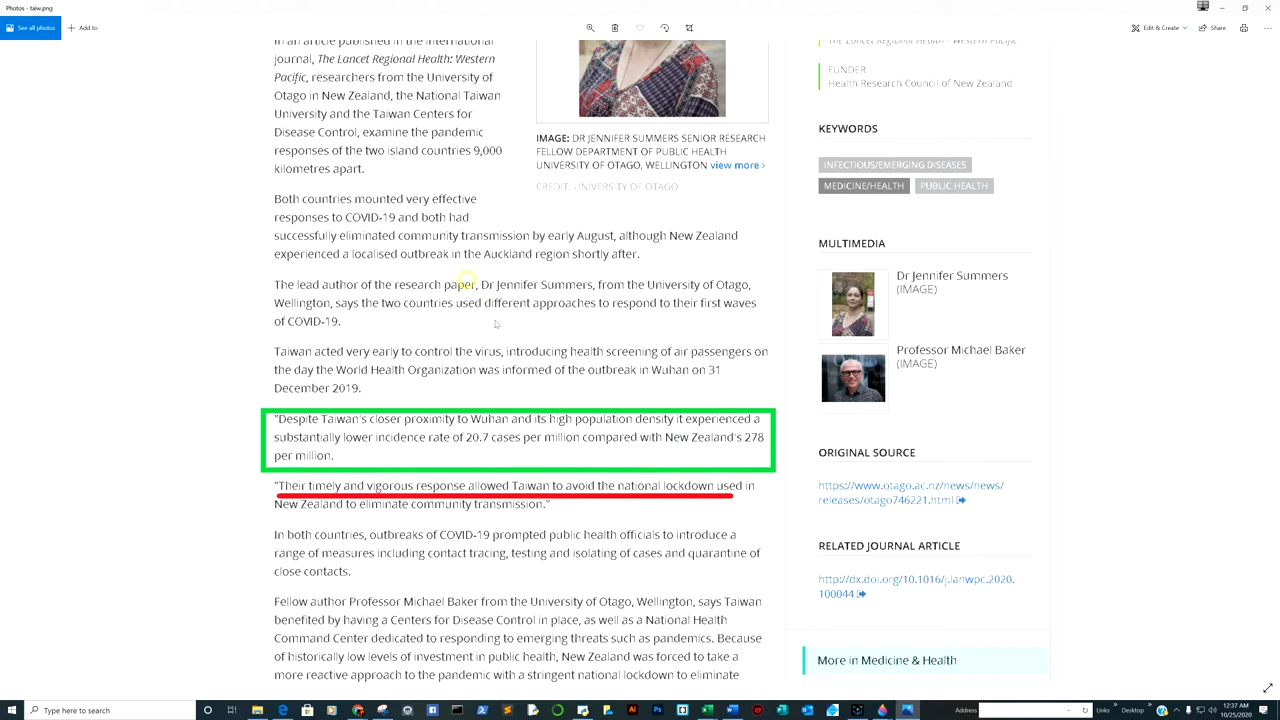 Photos - taiw.png
See all photos
Add to
Edit & Create
Share
In an article published in the international
journal, The Lancet Regional Health: Western
Pacific, researchers from the University of
Otago in New Zealand, the National Taiwan
University and the Taiwan Centers for
Disease Control, examine the pandemic
responses of the two island countries 9,000
kilometres apart.
IMAGE: DR JENNIFER SUMMERS SENIOR RESEARCH
FELLOW DEPARTMENT OF PUBLIC HEALTH
UNIVERSITY OF OTAGO, WELLINGTON view more >
CREDIT: UNIVERSITY OF OTAGO
Both countries mounted very effective
responses to COVID-19 and both had
successfully eliminated community transmission by early August, although New Zealand
experienced a localised outbreak in the Auckland region shortly after.
The lead author of the research paper, Dr Jennifer Summers, from the University of Otago,
Wellington, says the two countries used different approaches to respond to their first waves
of COVID-19.
Taiwan acted very early to control the virus, introducing health screening of air passengers on
the day the World Health Organization was informed of the outbreak in Wuhan on 31
December 2019.
"Despite Taiwan's closer proximity to Wuhan and its high population density it experienced a
substantially lower incidence rate of 20.7 cases per million compared with New Zealand's 278
per million.
"Their timely and vigorous response allowed Taiwan to avoid the national lockdown used in
New Zealand to eliminate community transmission."
In both countries, outbreaks of COVID-19 prompted public health officials to introduce a
range of measures including contact tracing, testing and isolating of cases and quarantine of
close contacts.
Fellow author Professor Michael Baker from the University of Otago, Wellington, says Taiwan
benefited by having a Centers for Disease Control in place, as well as a National Health
Command Center dedicated to responding to emerging threats such as pandemics. Because
of historically low levels of investment in public health, New Zealand was forced to take a
more reactive approach to the pandemic with a stringent national lockdown to eliminate
The Lancet Regional Health - Western Pacific
FUNDER
Health Research Council of New Zealand
KEYWORDS
INFECTIOUS/EMERGING DISEASES
MEDICINE/HEALTH
PUBLIC HEALTH
MULTIMEDIA
Dr Jennifer Summers
(IMAGE)
Professor Michael Baker
(IMAGE)
ORIGINAL SOURCE
https://www.otago.ac.nz/news/news/
releases/otago746221.html
RELATED JOURNAL ARTICLE
http://dx.doi.org/10.1016/j.lanwpc.2020.
100044
More in Medicine & Health
Type here to search
Address
Links
Desktop
12:37 AM
10/25/2020